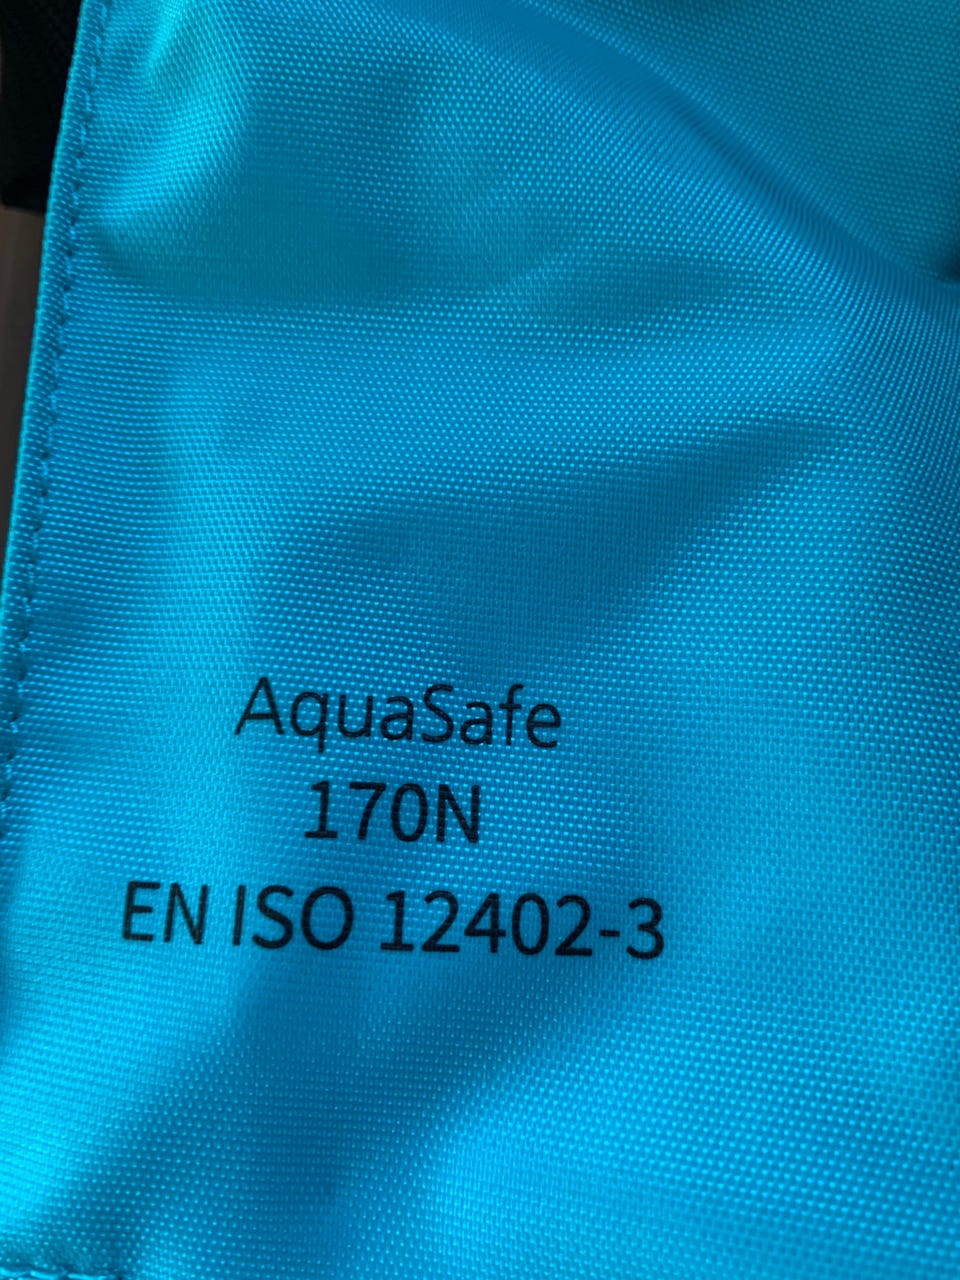 AquaSafe
170N
EN ISO 12402-3